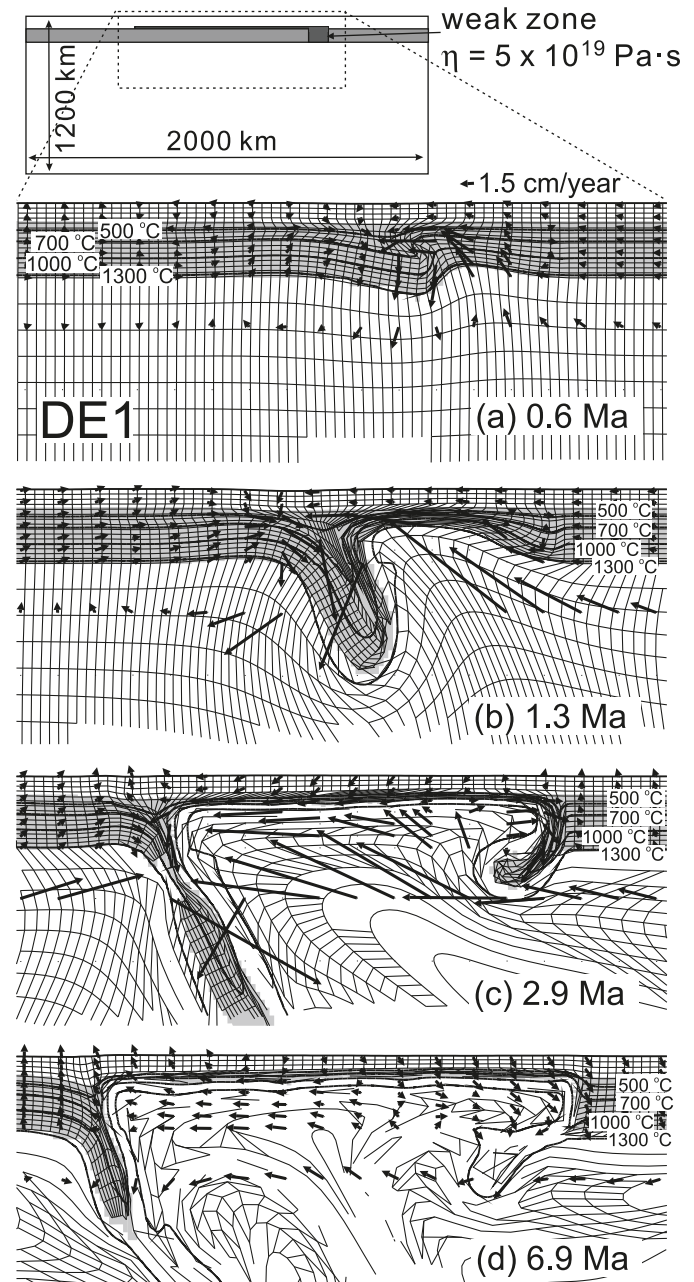 weak zone
η = 5 x 10¹⁹ Pa·s
1200 km
2000 km
1.5 cm/year
500 °C
700 °C
1000 °C
1300 °C
DE1
(a) 0.6 Ma
500 °C
700 °C
1000 °C
1300 °C
(b) 1.3 Ma
500 °C
700 °C
1000 °C
1300 °C
(c) 2.9 Ma
500 °C
700 °C
1000 °C
1300 °C
(d) 6.9 Ma